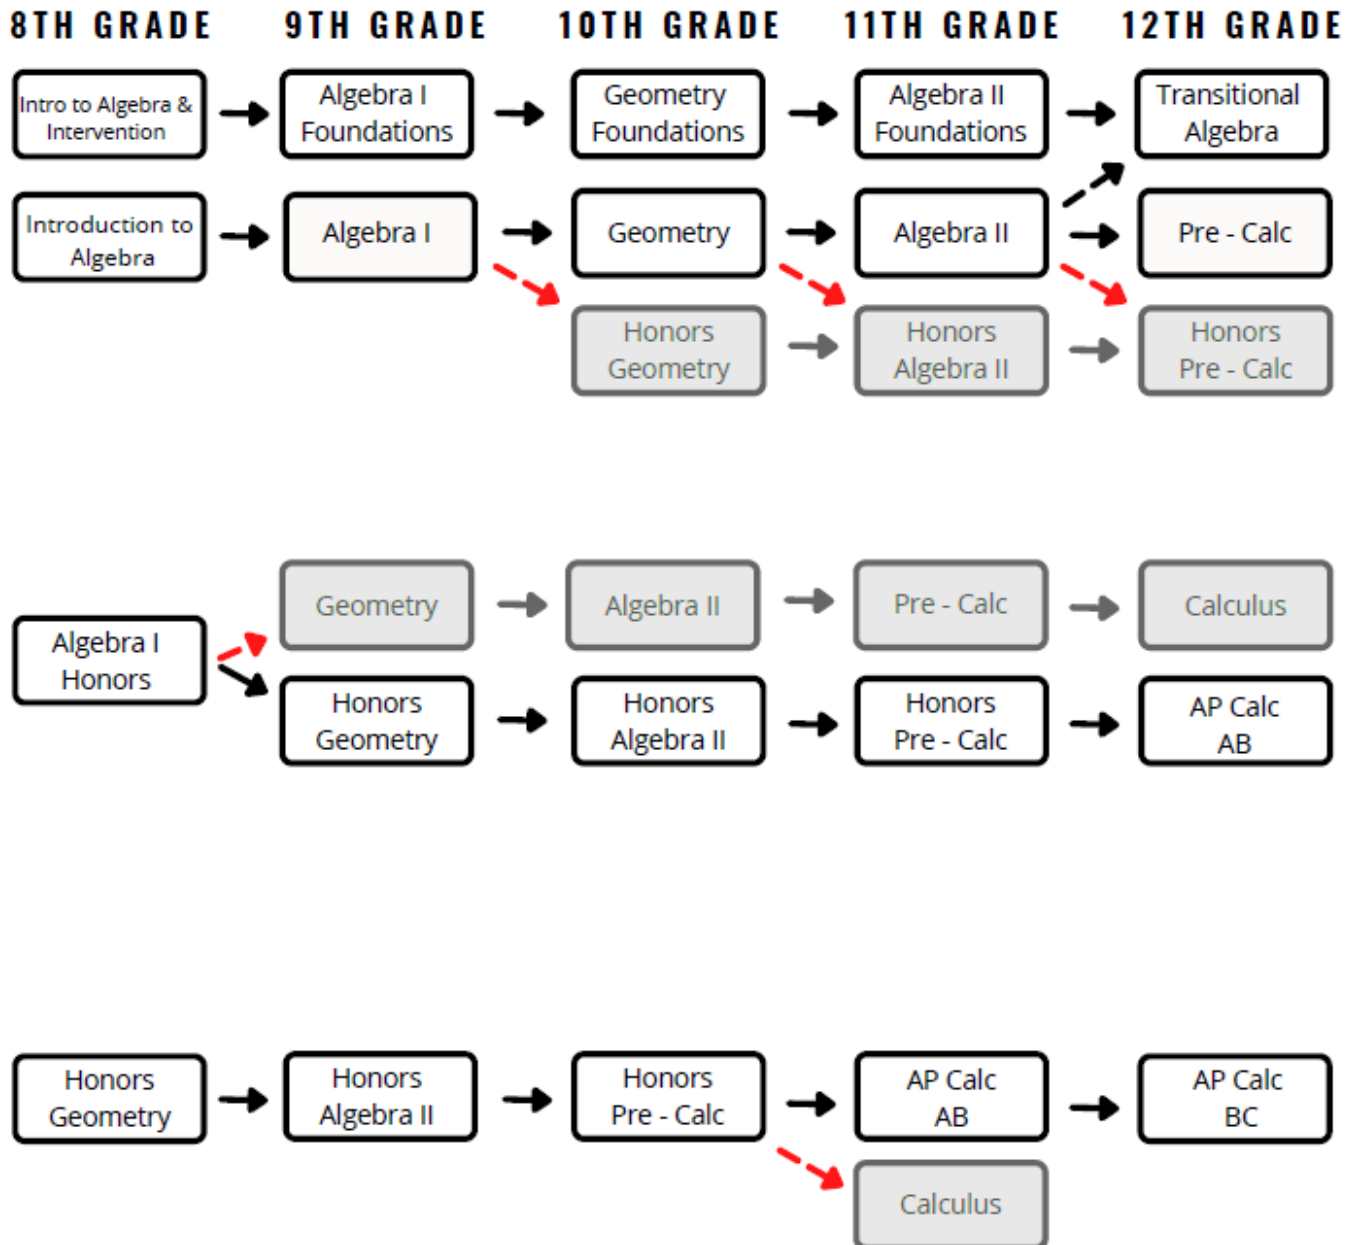 8TH GRADE 9TH GRADE 10TH GRADE 11TH GRADE 12TH GRADE
Intro to Algebra &
Intervention
Algebra I
Foundations
Geometry
Foundations
Algebra II
Foundations
Transitional
Algebra
Introduction to
Algebra
Algebra I
Geometry
Algebra II
Pre - Calc
Honors
Geometry
Honors
Algebra II
Honors
Pre - Calc
Algebra I
Honors
Geometry
Algebra II
Pre - Calc
Calculus
Honors
Geometry
Honors
Algebra II
Honors
Pre - Calc
AP Calc
AB
Honors
Geometry
Honors
Algebra II
Honors
Pre - Calc
AP Calc
AB
AP Calc
BC
Calculus